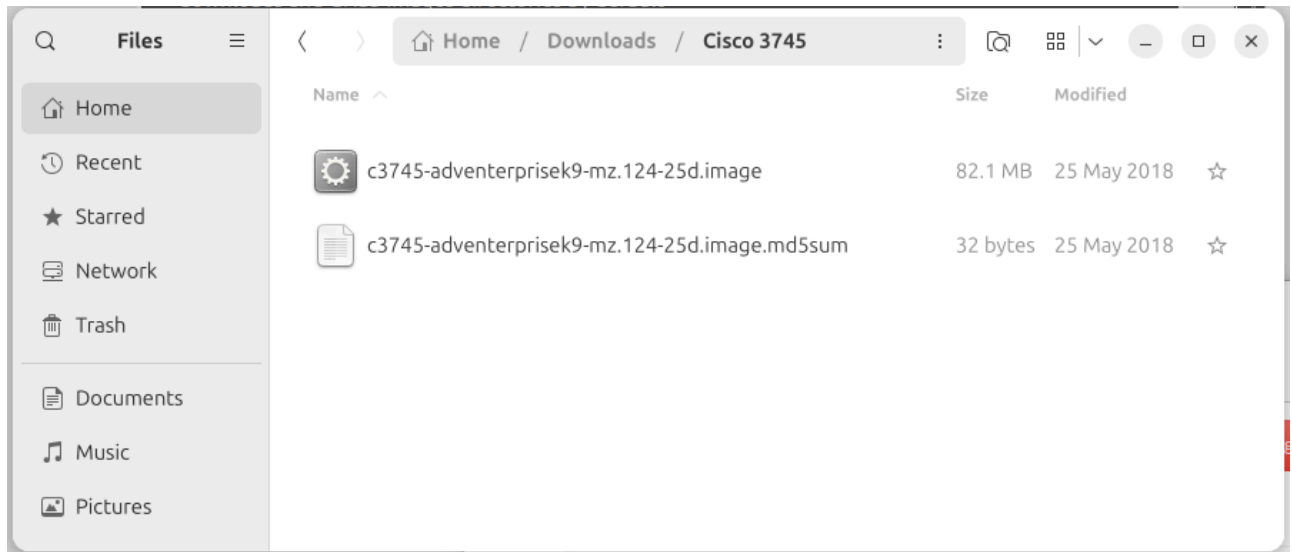 Files
Home / Downloads / Cisco 3745
Home
Recent
Starred
Network
Trash
Documents
Music
Pictures
Name Size Modified
c3745-adventerprisek9-mz.124-25d.image 82.1 MB 25 May 2018
c3745-adventerprisek9-mz.124-25d.image.md5sum 32 bytes 25 May 2018